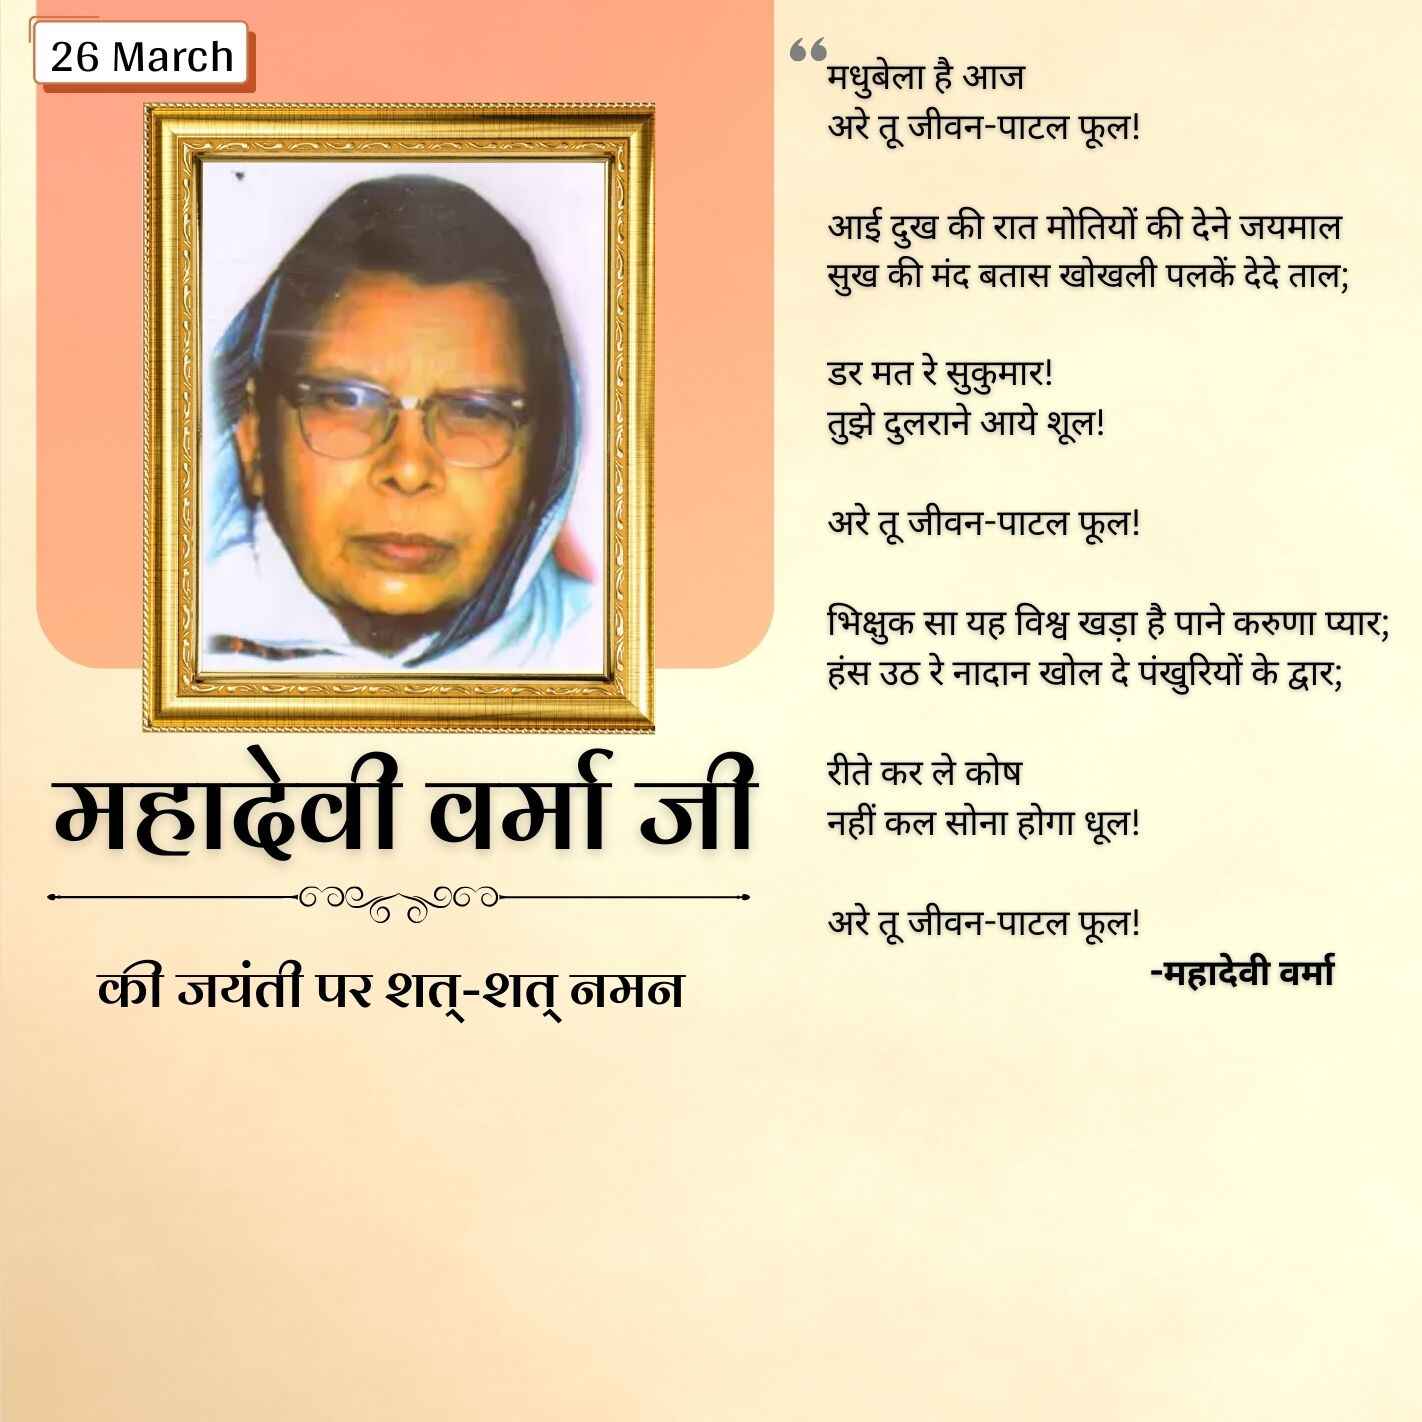 26 March
महादेवी वर्मा जी
की जयंती पर शत्-शत् नमन
“
मधुबेला है आज
अरे तू जीवन-पाटल फूल!
आई दुख की रात मोतियों की देने जयमाल
सुख की मंद बतास खोखली पलकें देदे ताल;
डर मत रे सुकुमार!
तुझे दुलराने आये शूल!
अरे तू जीवन-पाटल फूल!
भिक्षुक सा यह विश्व खड़ा है पाने करुणा प्यार;
हंस उठ रे नादान खोल दे पंखुरियों के द्वार;
रीते कर ले कोष
नहीं कल सोना होगा धूल!
अरे तू जीवन-पाटल फूल!
-महादेवी वर्मा